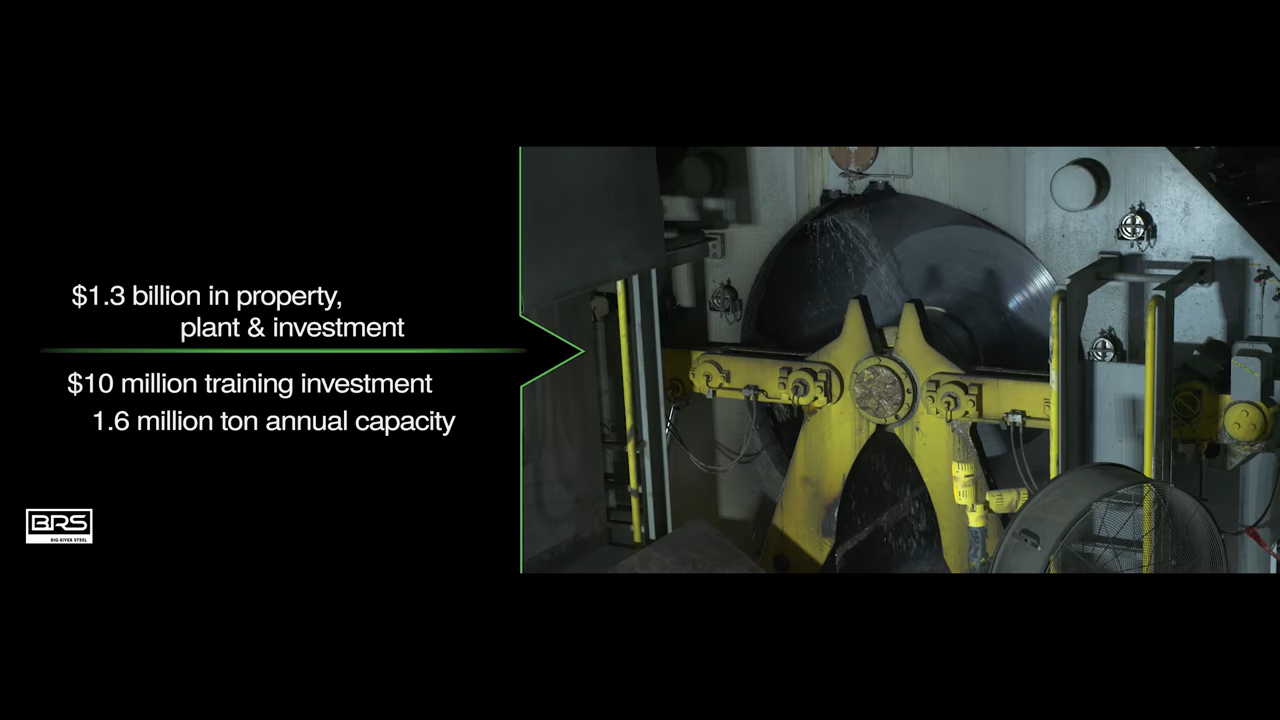 $1.3 billion in property,
plant & investment
$10 million training investment
1.6 million ton annual capacity
BRS
BIG RIVER STEEL